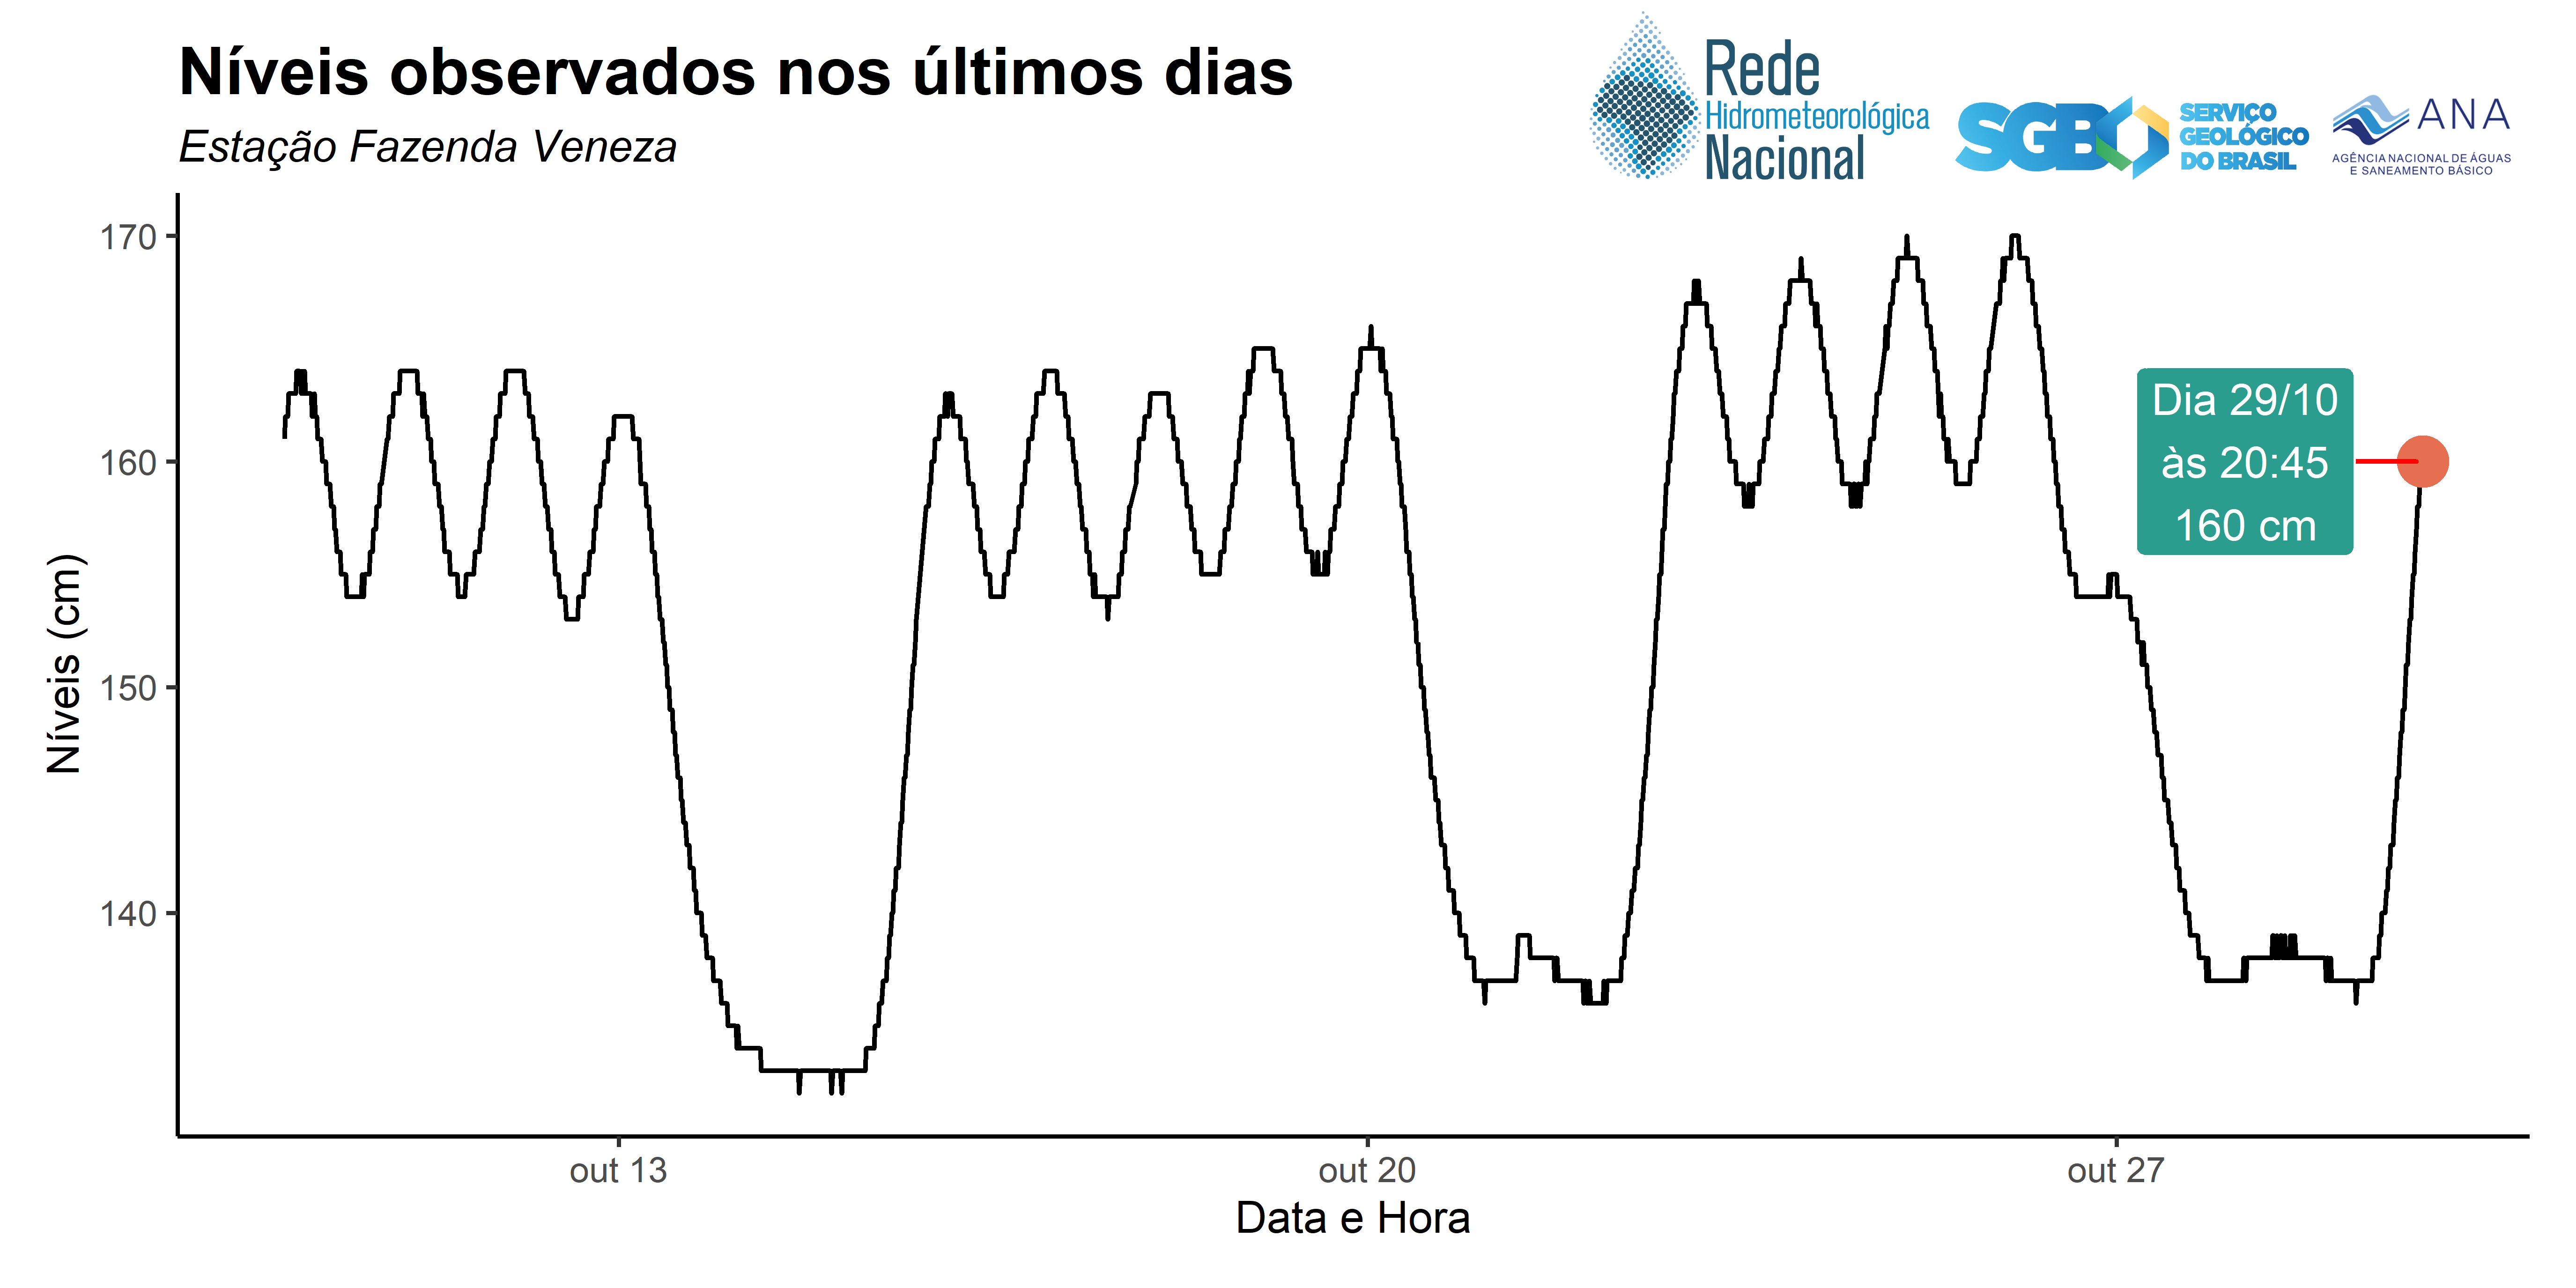 Níveis observados nos últimos dias
Estação Fazenda Veneza
Rede
Hidrometeorológica
Nacional
SGB
SERVIÇO
GEOLÓGICO
DO BRASIL
ANA
AGÊNCIA NACIONAL DE ÁGUAS
E SANEAMENTO BÁSICO
Níveis (cm)
170
160
150
140
Dia 29/10
às 20:45
160 cm
out 13
out 20
out 27
Data e Hora